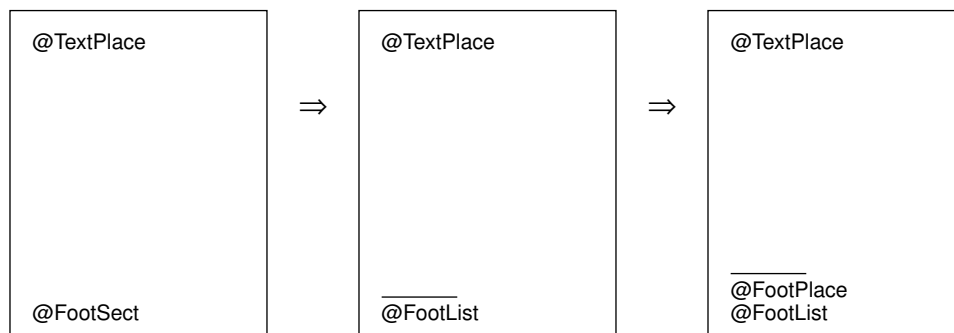 @TextPlace
@FootSect
⇒
@TextPlace
@FootList
⇒
@TextPlace
@FootPlace
@FootList